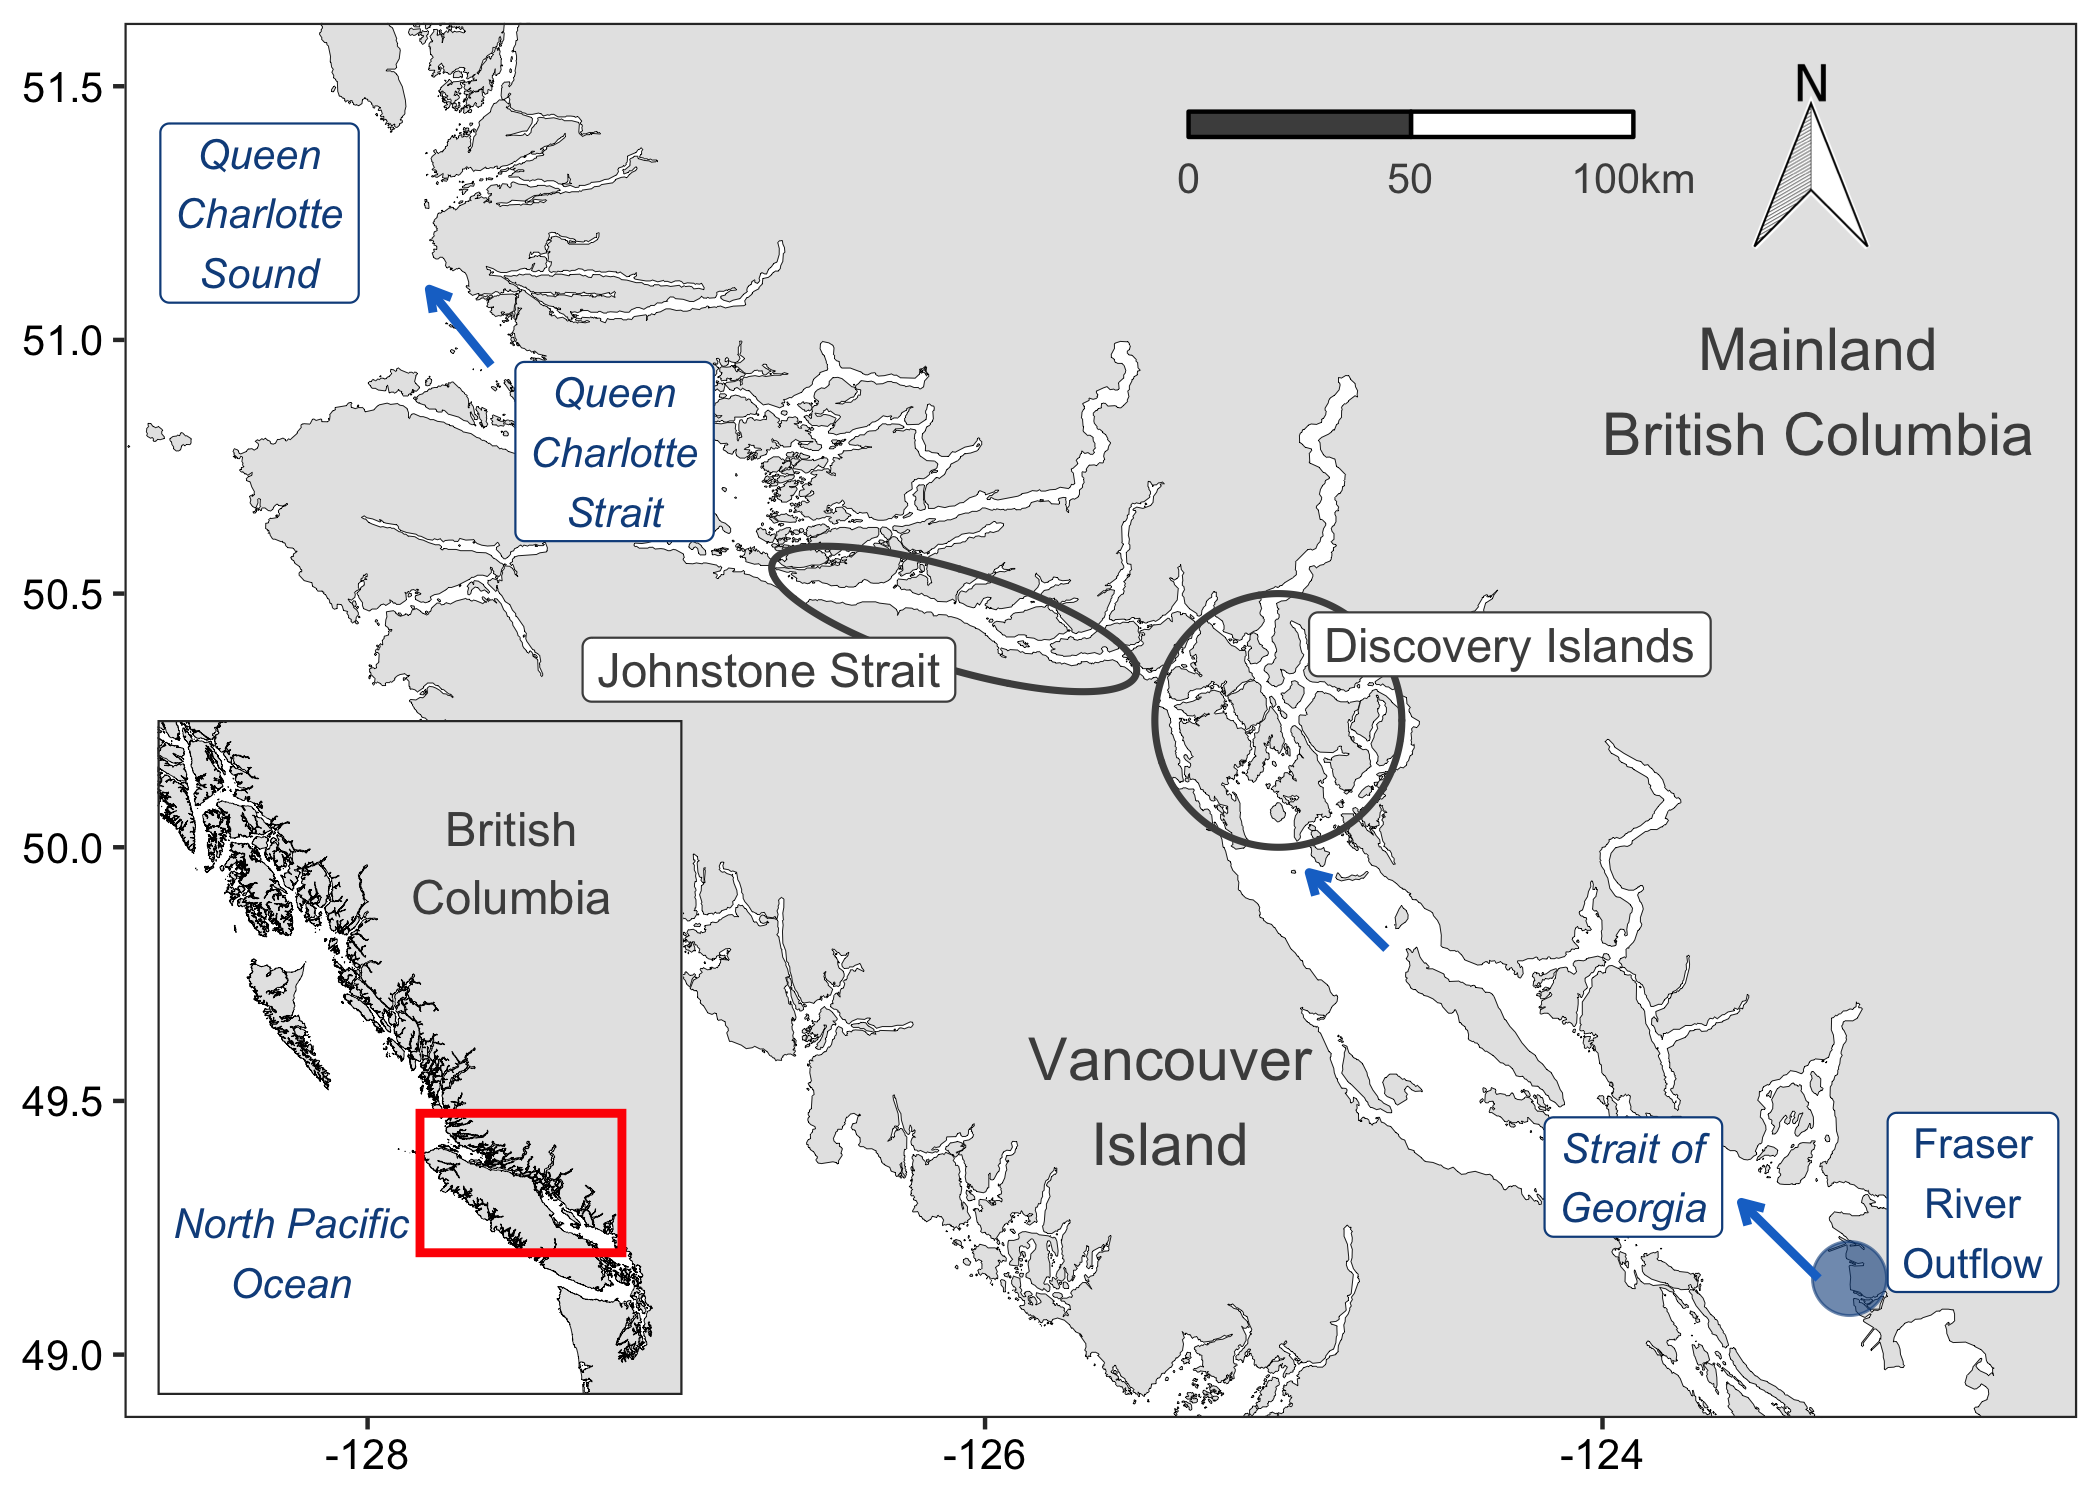 51.5
51.0
50.5
50.0
49.5
49.0
-128
-126
-124
N
0
50
100km
Queen
Charlotte
Sound
Queen
Charlotte
Strait
Mainland
British Columbia
Johnstone Strait
Discovery Islands
British
Columbia
North Pacific
Ocean
Vancouver
Island
Strait of
Georgia
Fraser
River
Outflow